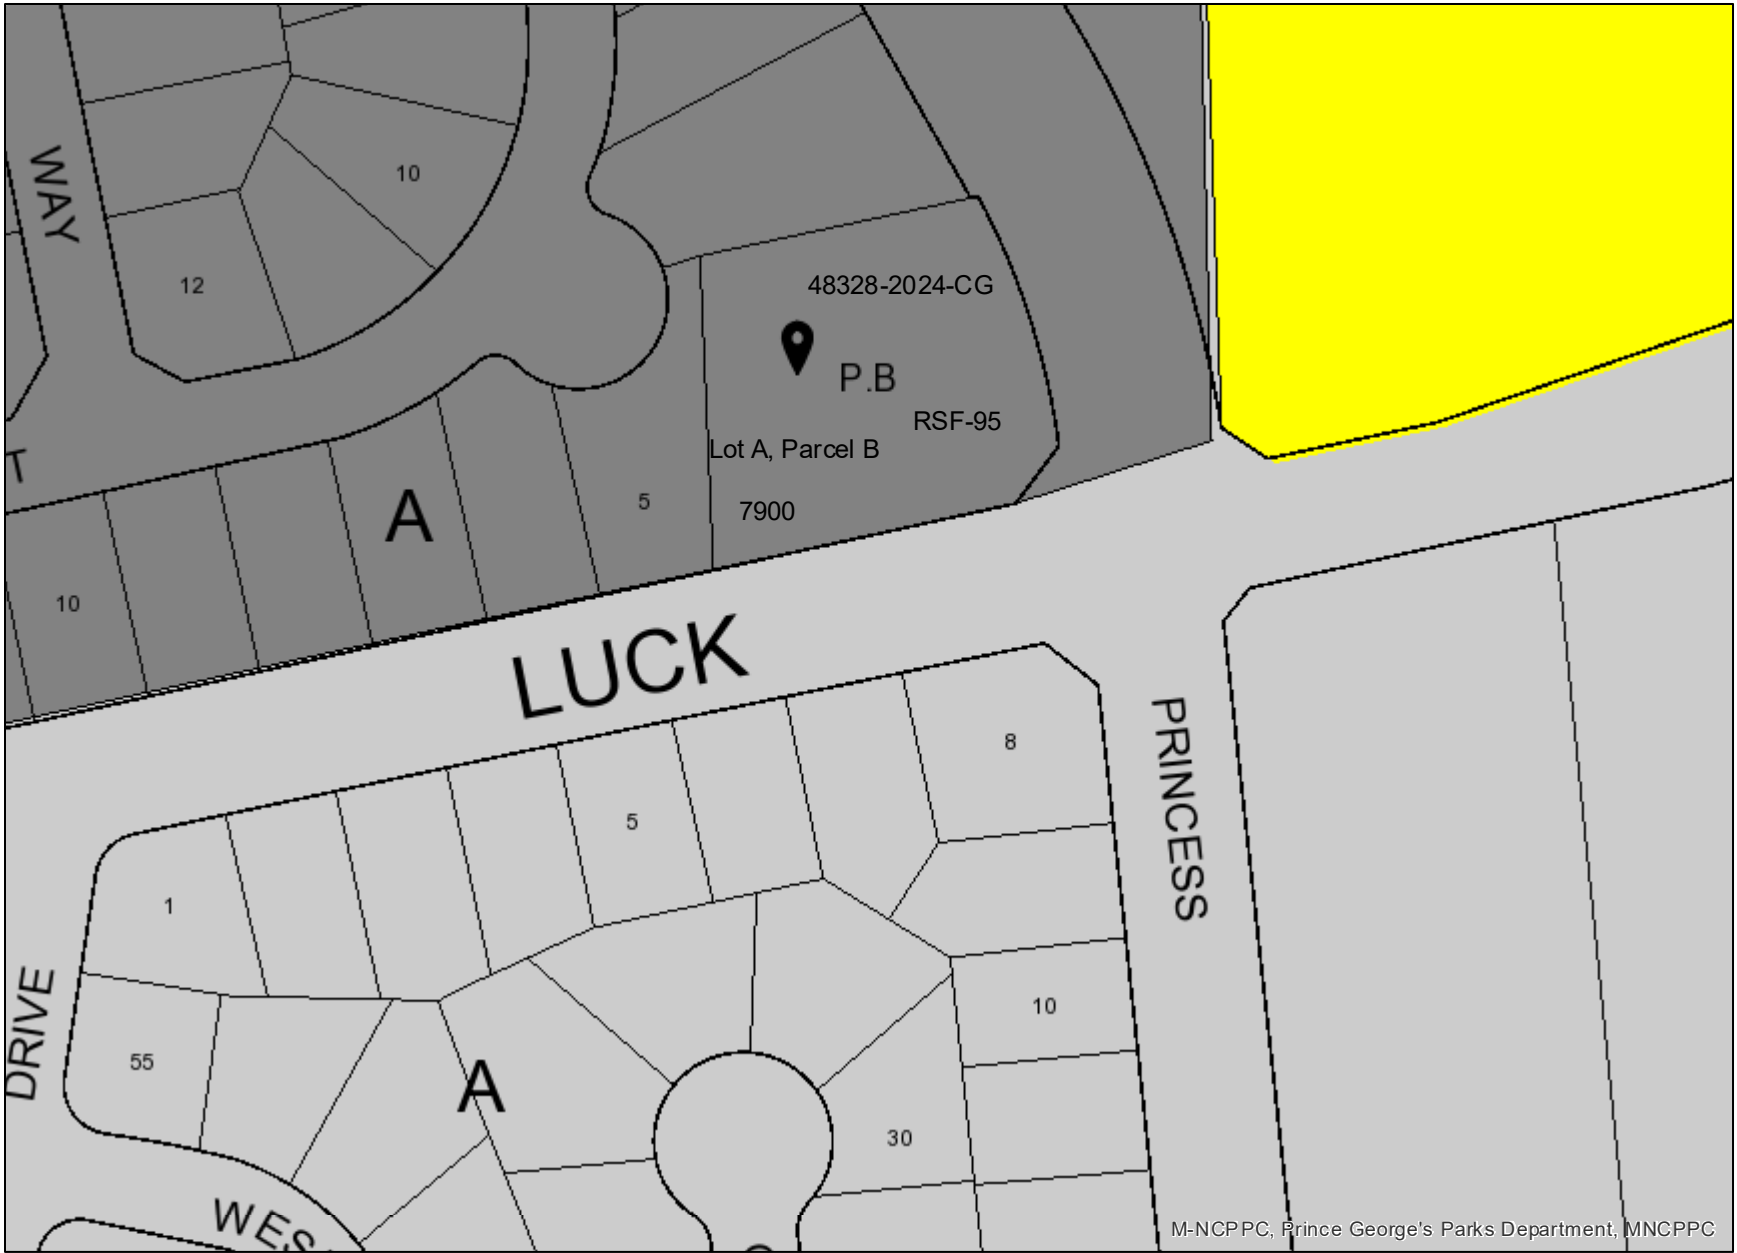 WAY
10
12
48328-2024-CG
P.B
RSF-95
Lot A, Parcel B
T
A
5
7900
10
LUCK
PRINCESS
8
5
1
DRIVE
55
A
10
30
WES
M-NCPPC, Prince George's Parks Department, MNCPPC